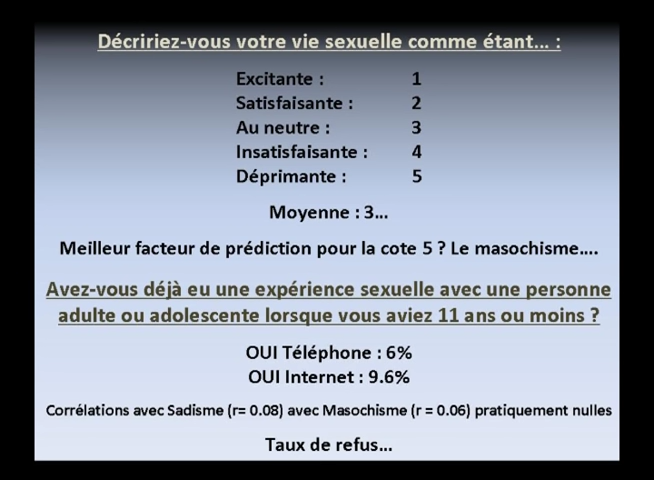 Décririez-vous votre vie sexuelle comme étant... :
Excitante : 1
Satisfaisante : 2
Au neutre : 3
Insatisfaisante : 4
Déprimante : 5
Moyenne : 3...
Meilleur facteur de prédiction pour la cote 5 ? Le masochisme....
Avez-vous déjà eu une expérience sexuelle avec une personne
adulte ou adolescente lorsque vous aviez 11 ans ou moins ?
OUI Téléphone : 6%
OUI Internet : 9.6%
Corrélations avec Sadisme (r= 0.08) avec Masochisme (r = 0.06) pratiquement nulles
Taux de refus...